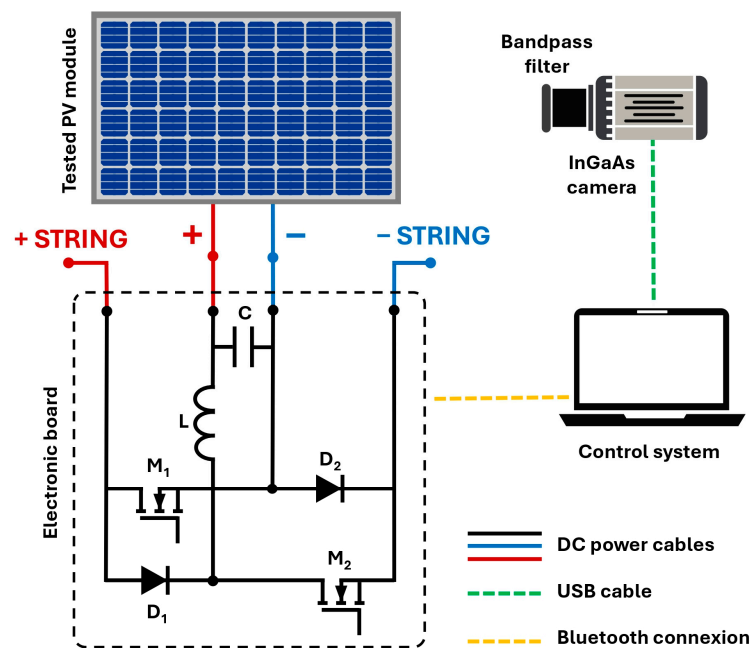 Bandpass
filter
Tested PV module
InGaAs
camera
+ STRING
+
–
– STRING
C
L
Electronic board
M1
D2
M2
D1
Control system
DC power cables
USB cable
Bluetooth connexion